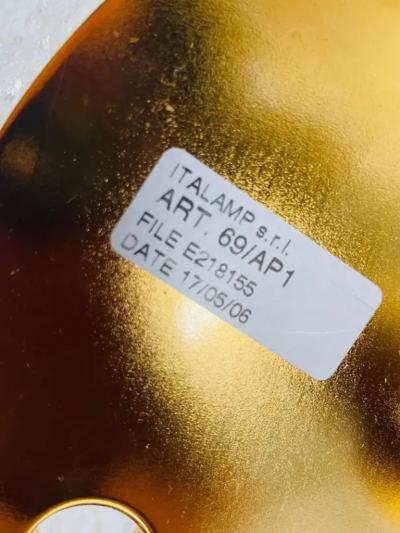 ITALAMP s.r.l.
ART. 69/AP1
FILE E218155
DATE 17/05/06